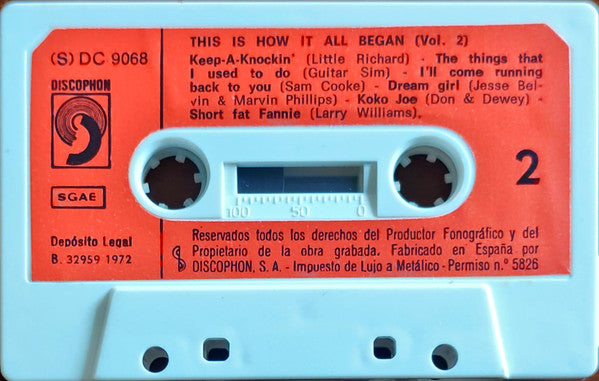 (S) DC 9068
DISCOPHON
SGAE
Depósito Legal
B. 32959 1972
THIS IS HOW IT ALL BEGAN (Vol. 2)
Keep-A-Knockin' (Little Richard) - The things that
I used to do (Guitar Sim) - I'll come running
back to you (Sam Cooke) - Dream girl (Jesse Bel-
vin & Marvin Phillips) - Koko Joe (Don & Dewey) -
Short fat Fannie (Larry Williams).
2
100 50 0
Reservados todos los derechos del Productor Fonográfico y del
Propietario de la obra grabada. Fabricado en España por
DISCOPHON, S.A. - Impuesto de Lujo a Metálico - Permiso n.º 5826